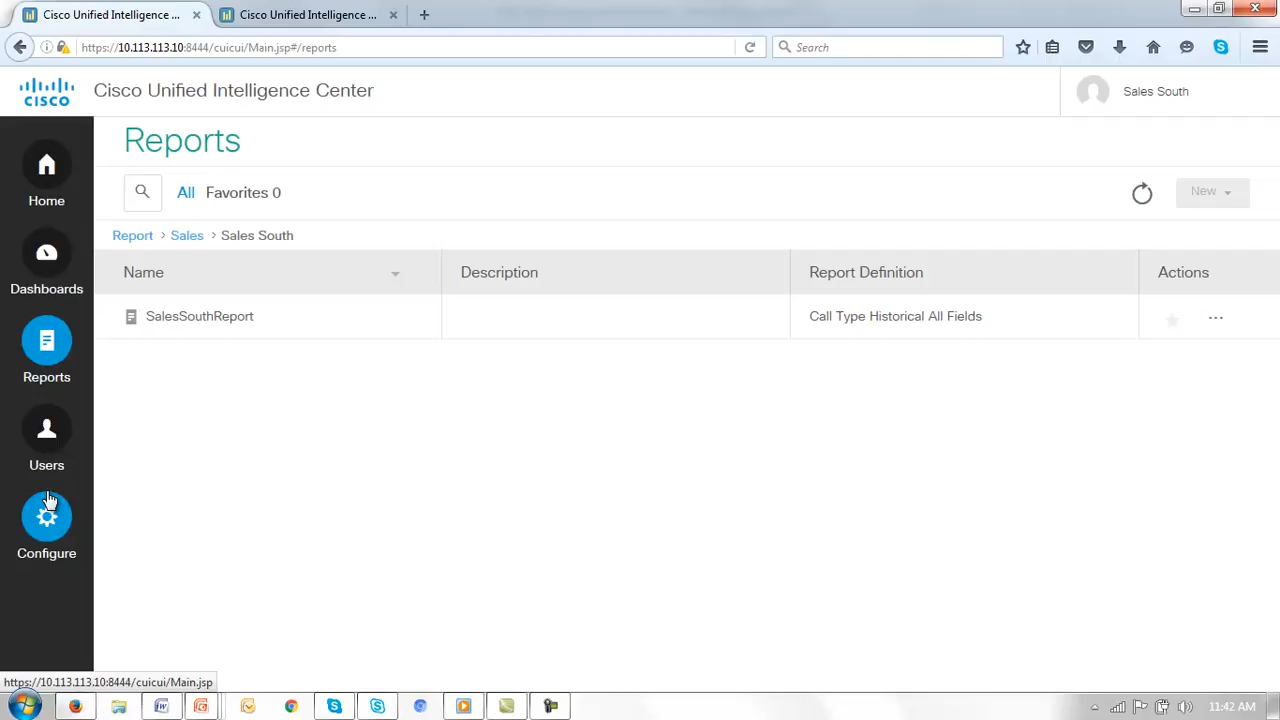 Cisco Unified Intelligence ...
Cisco Unified Intelligence ...
https://10.113.113.10:8444/cuicui/Main.jsp#/reports
Search
CISCO
Cisco Unified Intelligence Center
Sales South
Reports
All Favorites 0
New
Report > Sales > Sales South
Name Description Report Definition Actions
SalesSouthReport Call Type Historical All Fields ...
Home
Dashboards
Reports
Users
Configure
https://10.113.113.10:8444/cuicui/Main.jsp
11:42 AM